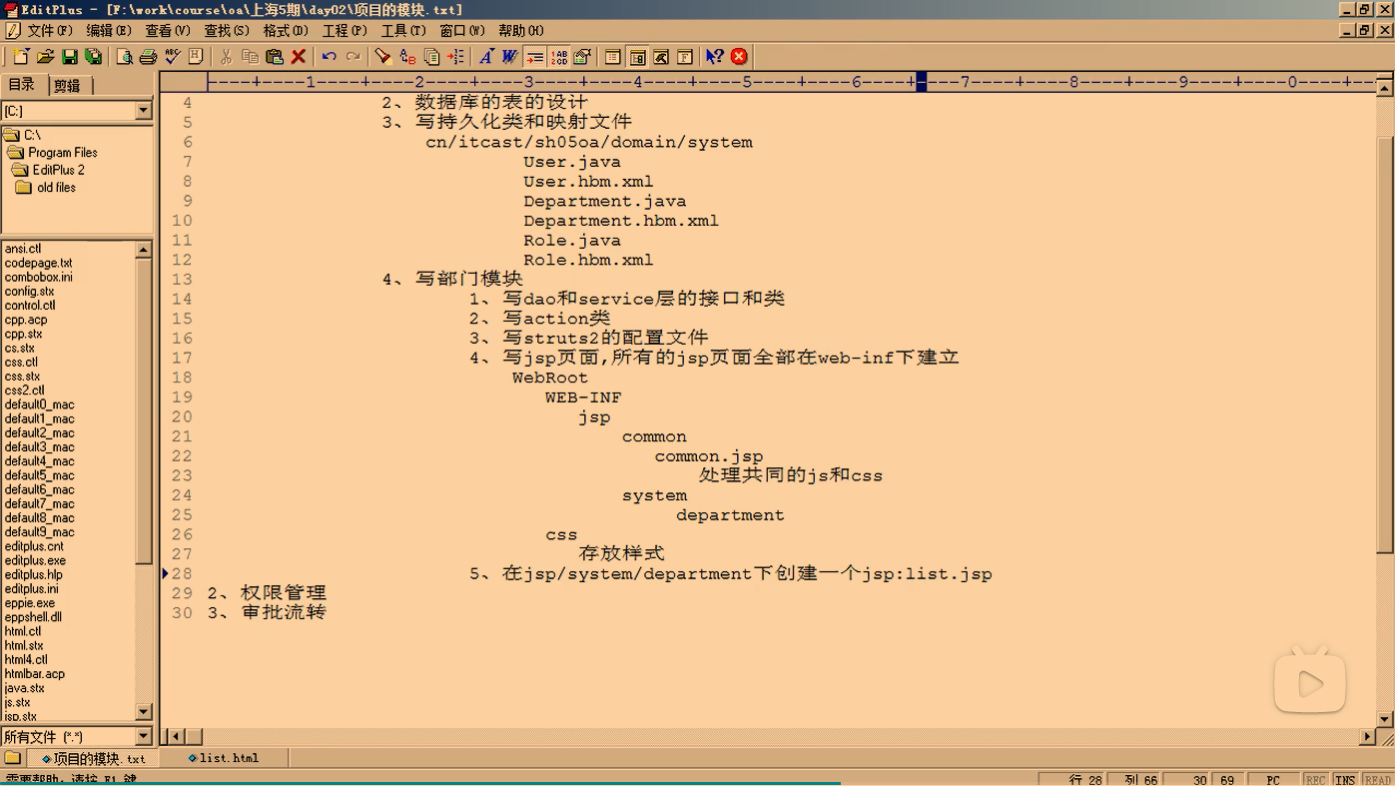 EditPlus - [F:\work\course\oa\上海5期\day02\项目的模块.txt]
文件(F) 编辑(E) 查看(V) 查找(S) 格式(D) 工程(P) 工具(T) 窗口(W) 帮助(H)
目录 剪辑
[C:]
C:\
Program Files
EditPlus 2
old files
ansi.ctl
codepage.txt
combobox.ini
config.stx
control.ctl
cpp.acp
cpp.stx
cs.stx
css.ctl
css.stx
css2.ctl
default0_mac
default1_mac
default2_mac
default3_mac
default4_mac
default5_mac
default6_mac
default7_mac
default8_mac
default9_mac
editplus.cnt
editplus.exe
editplus.hlp
editplus.ini
eppie.exe
eppshell.dll
html.ctl
html.stx
html4.ctl
htmlbar.acp
java.stx
js.stx
jsp.stx
所有文件 (*.*)
----+----1----+----2----+----3----+----4----+----5----+----6----+----7----+----8----+----9----+----0----+--
4 2、数据库的表的设计
5 3、写持久化类和映射文件
6 cn/itcast/sh05oa/domain/system
7 User.java
8 User.hbm.xml
9 Department.java
10 Department.hbm.xml
11 Role.java
12 Role.hbm.xml
13 4、写部门模块
14 1、写dao和service层的接口和类
15 2、写action类
16 3、写struts2的配置文件
17 4、写jsp页面,所有的jsp页面全部在web-inf下建立
18 WebRoot
19 WEB-INF
20 jsp
21 common
22 common.jsp
23 处理共同的js和css
24 system
25 department
26 css
27 存放样式
28 5、在jsp/system/department下创建一个jsp:list.jsp
29 2、权限管理
30 3、审批流转
项目的模块.txt list.html
需要帮助，请按 F1 键 行 28 列 66 30 69 PC REC INS READ